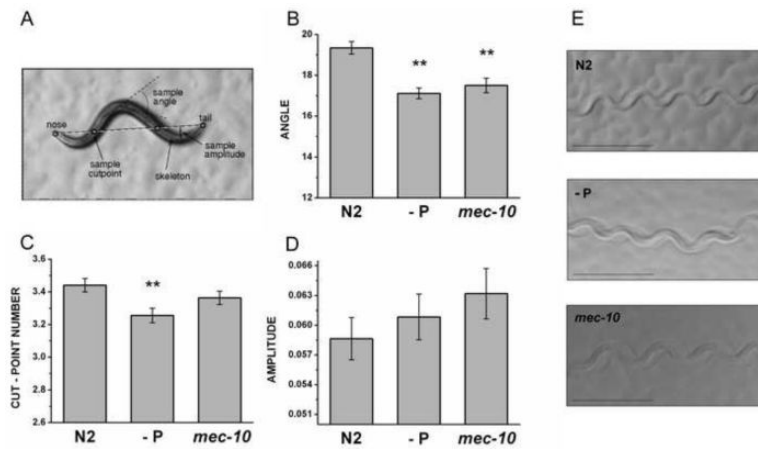 A
nose
sample
angle
tail
sample
amplitude
sample
cutpoint
skeleton
B
ANGLE
20
18
16
14
12
**
**
N2
- P
mec-10
C
CUT - POINT NUMBER
3.6
3.4
3.2
3.0
2.8
2.6
**
N2
- P
mec-10
D
AMPLITUDE
0.066
0.063
0.060
0.057
0.054
0.051
N2
- P
mec-10
E
N2
- P
mec-10